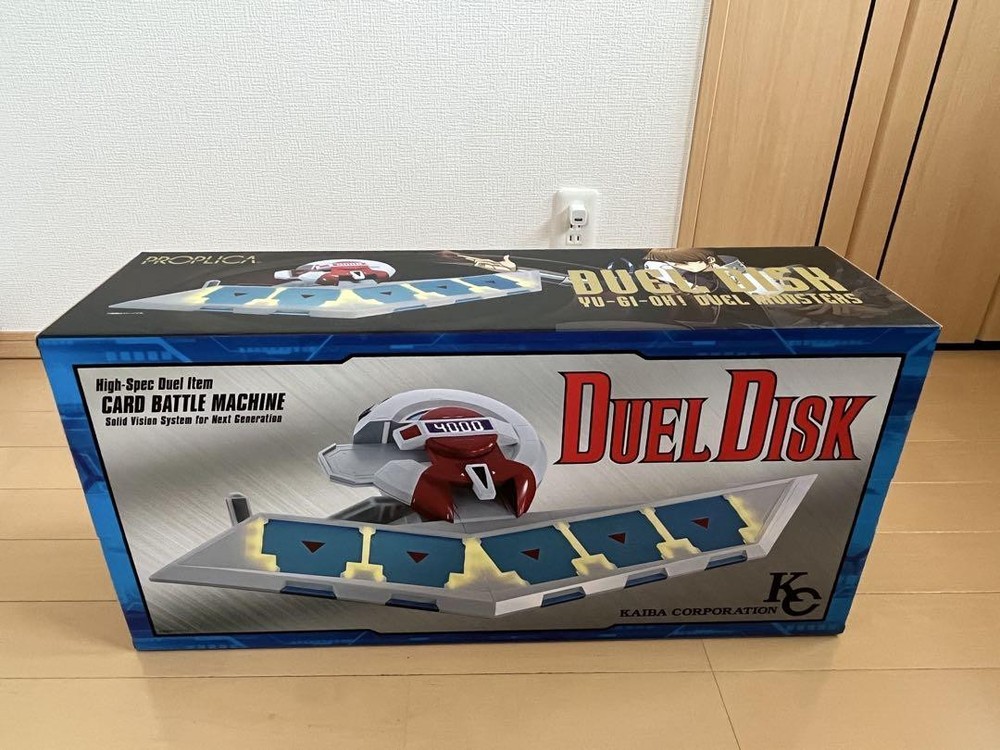 PROPLICA
DUEL DISK
YU-GI-OH! DUEL MONSTERS
High-Spec Duel Item
CARD BATTLE MACHINE
Solid Vision System for Next Generation
4000
DUEL DISK
KC
KAIBA CORPORATION